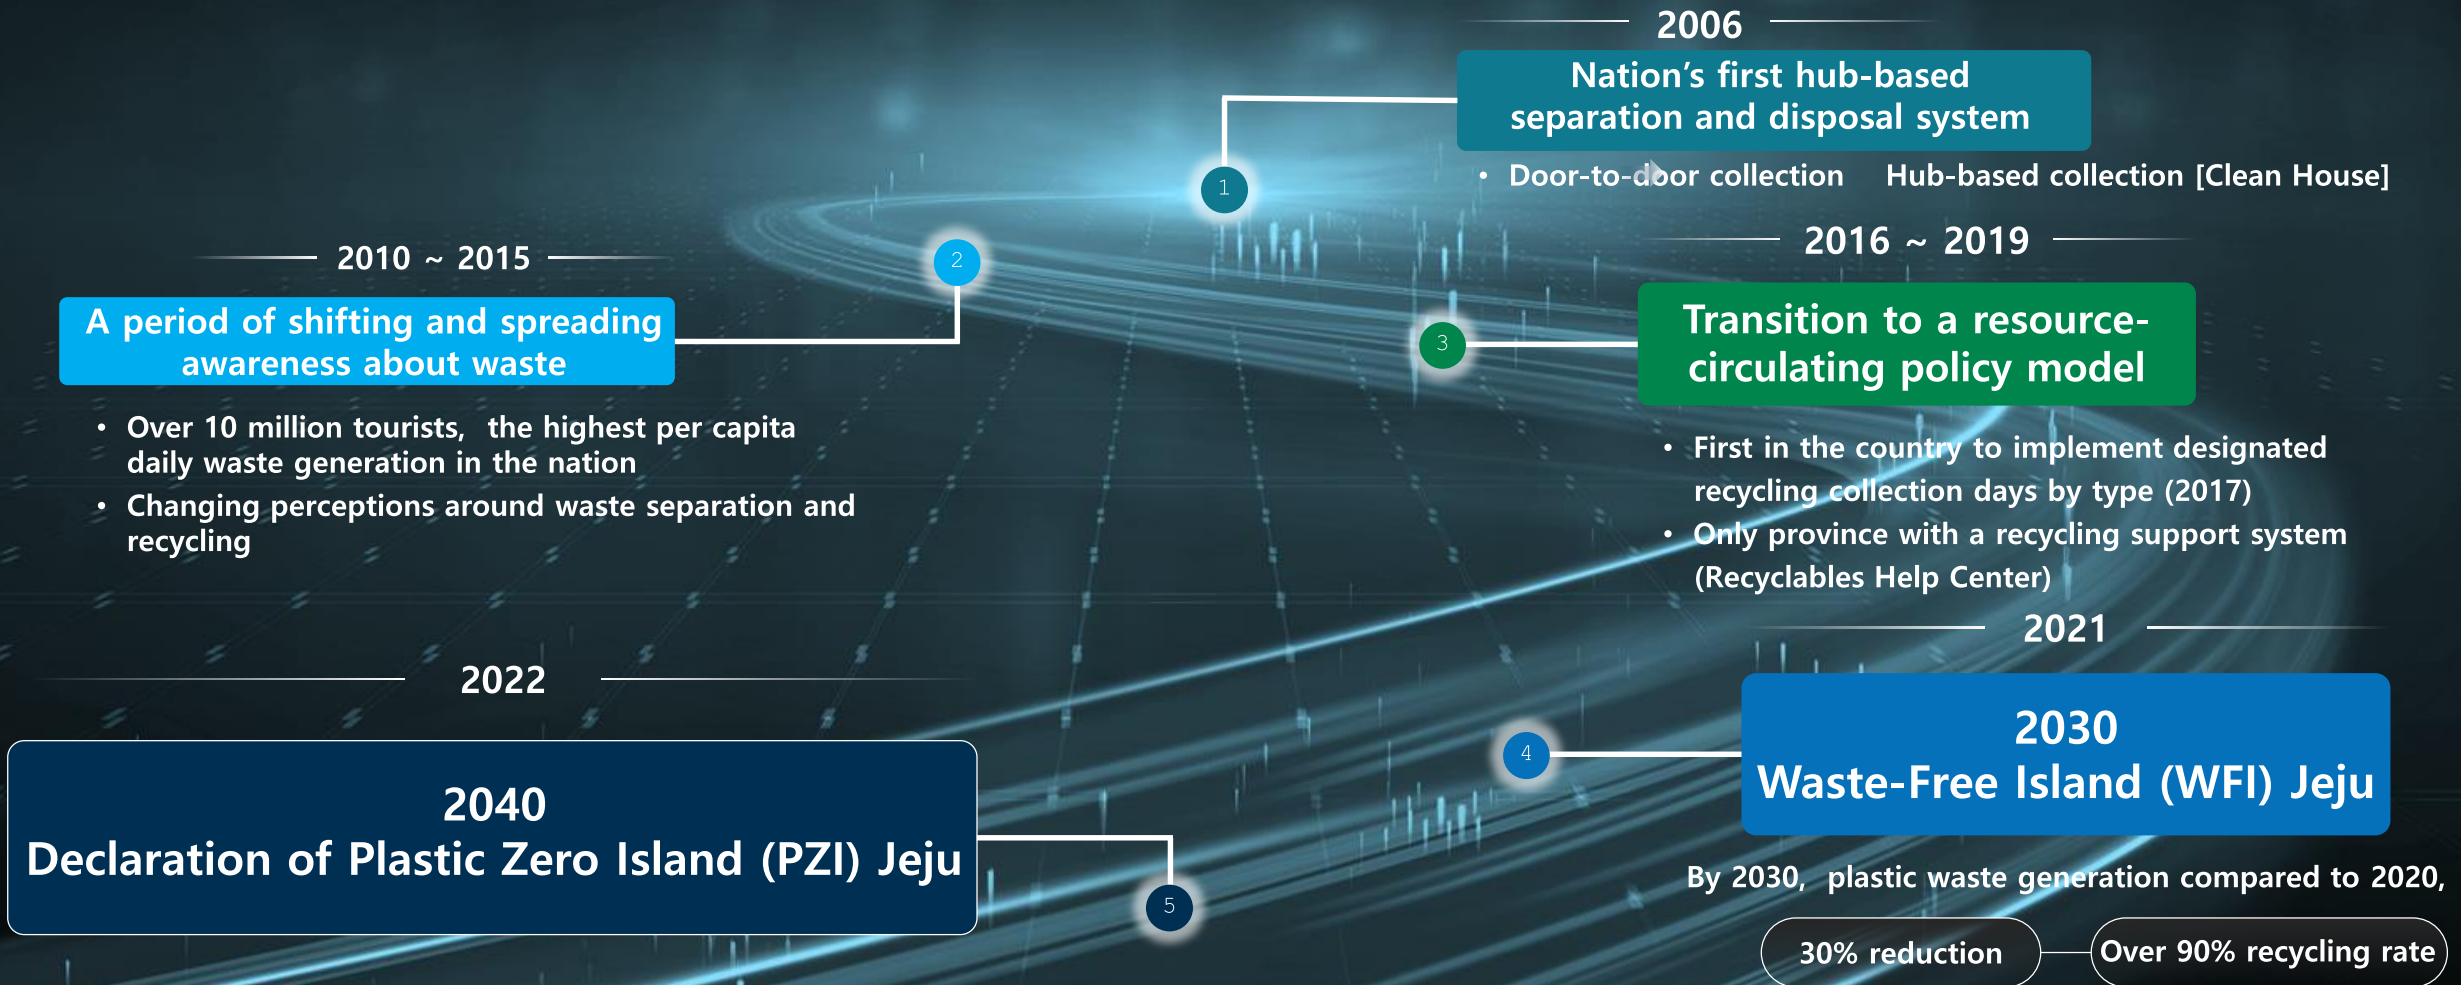 2006
Nation’s first hub-based
separation and disposal system
• Door-to-door collection Hub-based collection [Clean House]
1
2010 ~ 2015
2
A period of shifting and spreading
awareness about waste
• Over 10 million tourists, the highest per capita
daily waste generation in the nation
• Changing perceptions around waste separation and
recycling
2016 ~ 2019
3
Transition to a resource-
circulating policy model
• First in the country to implement designated
recycling collection days by type (2017)
• Only province with a recycling support system
(Recyclables Help Center)
2021
4
2030
Waste-Free Island (WFI) Jeju
By 2030, plastic waste generation compared to 2020,
30% reduction
Over 90% recycling rate
2022
2040
Declaration of Plastic Zero Island (PZI) Jeju
5